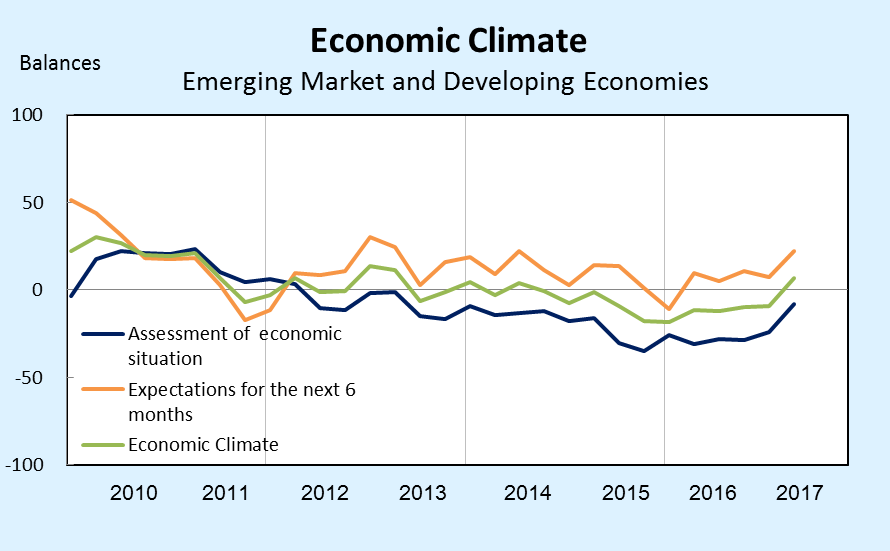 Economic Climate
Balances
Emerging Market and Developing Economies
100
50
0
-50
-100
Assessment of economic
situation
Expectations for the next 6
months
Economic Climate
2010 2011 2012 2013 2014 2015 2016 2017